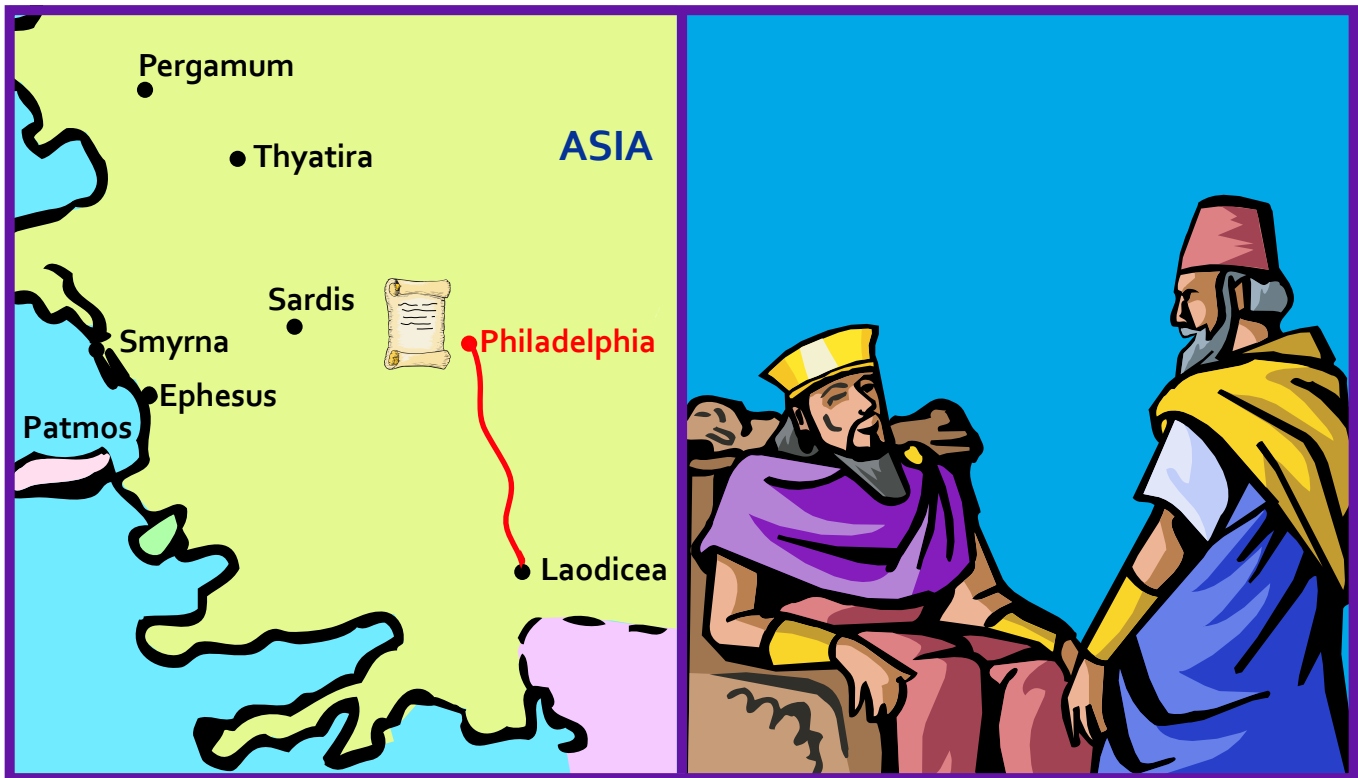 Pergamum
Thyatira
ASIA
Sardis
Smyrna
Philadelphia
Ephesus
Patmos
Laodicea